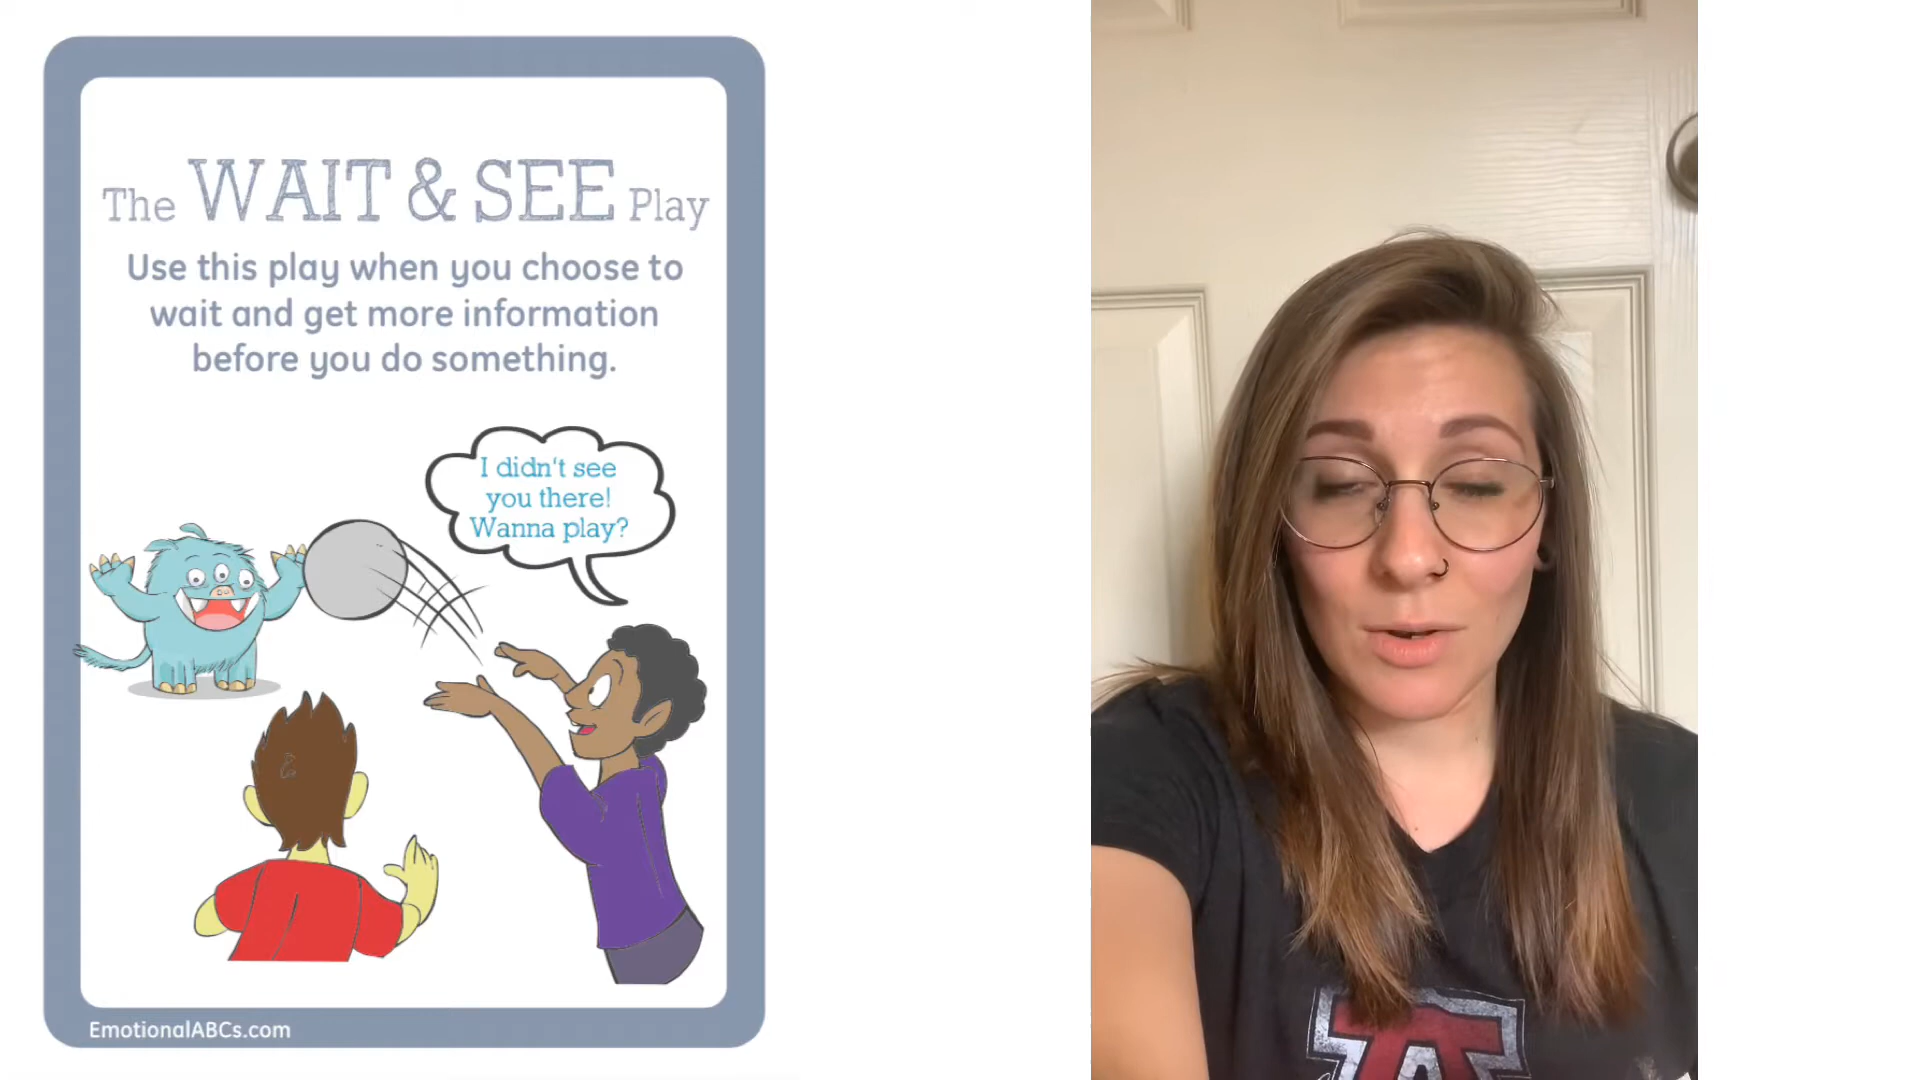 The WAIT & SEE Play
Use this play when you choose to
wait and get more information
before you do something.
I didn't see
you there!
Wanna play?
EmotionalABCs.com